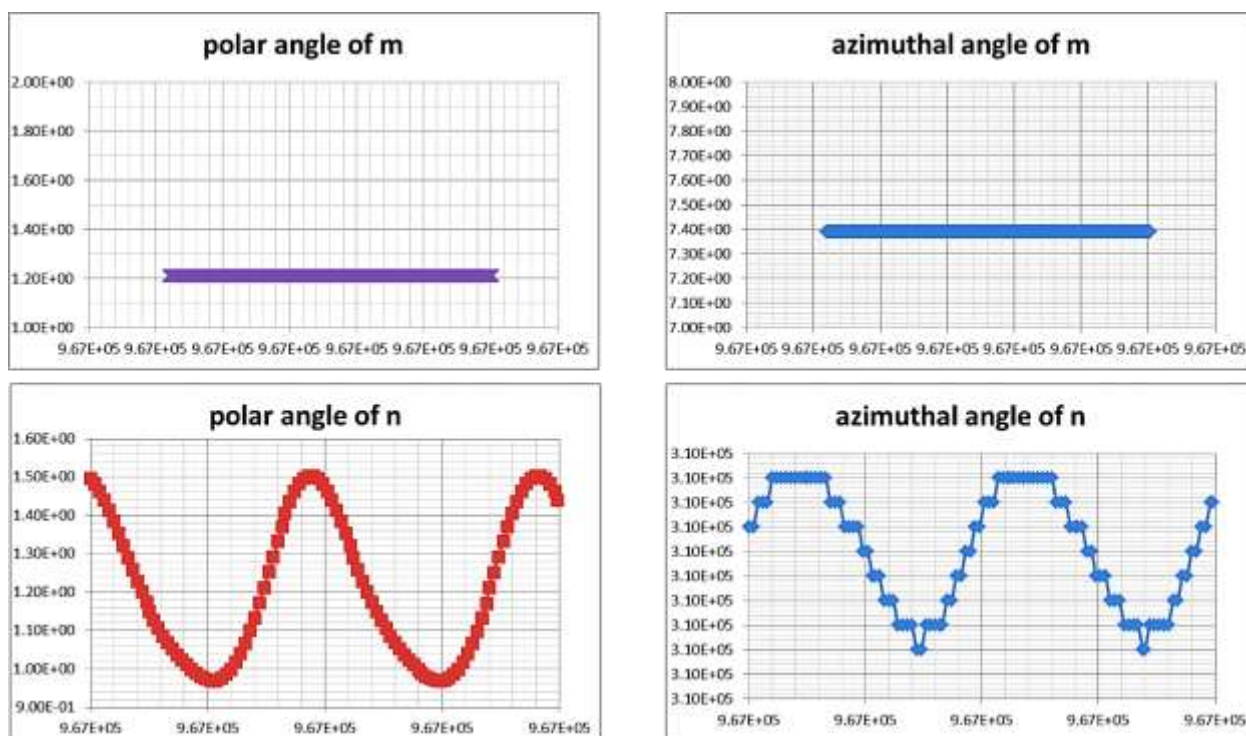 polar angle of m
2.00E+00
1.80E+00
1.60E+00
1.40E+00
1.20E+00
1.00E+00
9.67E+05 9.67E+05 9.67E+05 9.67E+05 9.67E+05 9.67E+05 9.67E+05 9.67E+05
azimuthal angle of m
8.00E+00
7.90E+00
7.80E+00
7.70E+00
7.60E+00
7.50E+00
7.40E+00
7.30E+00
7.20E+00
7.10E+00
7.00E+00
9.67E+05 9.67E+05 9.67E+05 9.67E+05 9.67E+05 9.67E+05 9.67E+05 9.67E+05
polar angle of n
1.60E+00
1.50E+00
1.40E+00
1.30E+00
1.20E+00
1.10E+00
1.00E+00
9.00E-01
9.67E+05 9.67E+05 9.67E+05 9.67E+05 9.67E+05
azimuthal angle of n
3.10E+05
3.10E+05
3.10E+05
3.10E+05
3.10E+05
3.10E+05
3.10E+05
3.10E+05
3.10E+05
3.10E+05
3.10E+05
9.67E+05 9.67E+05 9.67E+05 9.67E+05 9.67E+05